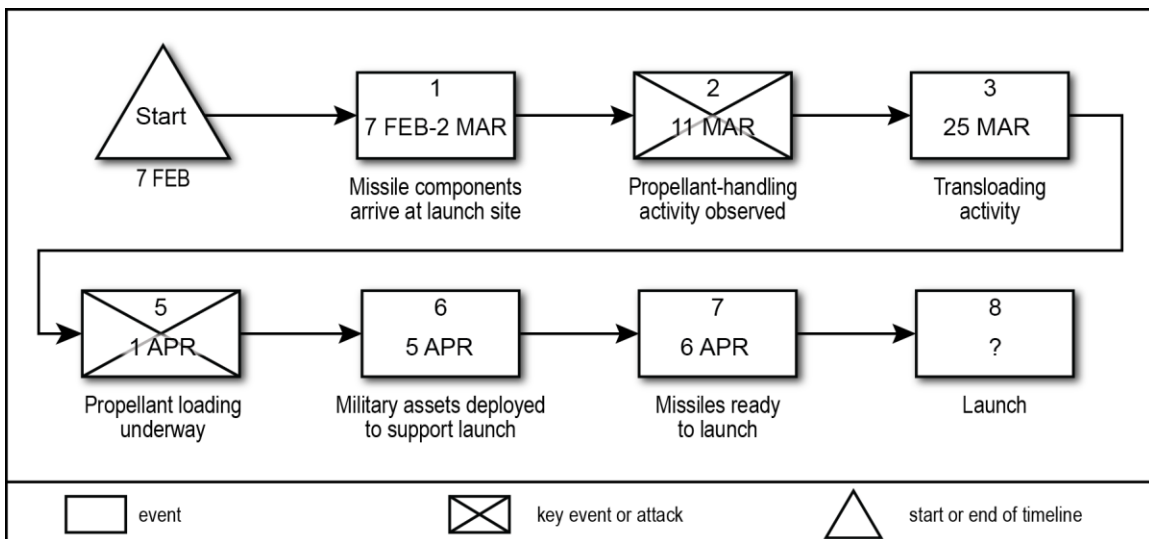 Start
7 FEB
1
7 FEB-2 MAR
Missile components
arrive at launch site
2
11 MAR
Propellant-handling
activity observed
3
25 MAR
Transloading
activity
5
1 APR
Propellant loading
underway
6
5 APR
Military assets deployed
to support launch
7
6 APR
Missiles ready
to launch
8
?
Launch
event
key event or attack
start or end of timeline